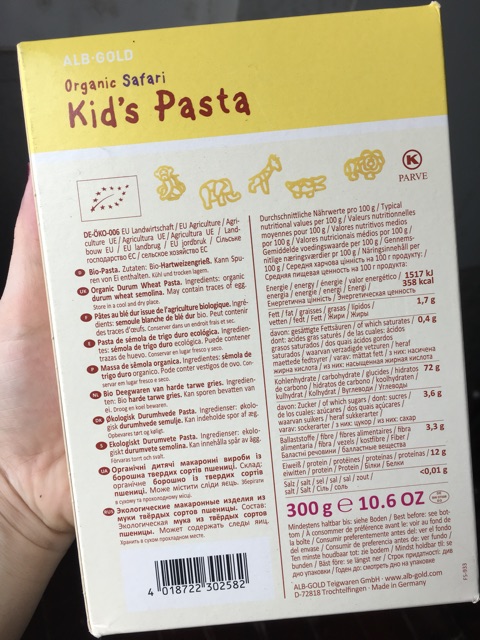 ALB·GOLD
Organic Safari
Kid's Pasta
K
PARVE
DE-ÖKO-006 EU Landwirtschaft / EU Agriculture / Agri-
culture UE / Agricultura UE / Agricultura UE / Land-
bouw EU / EU landbrug / EU jordbruk / Сільське
господарство ЄС / сельское хозяйство ЕС
Bio-Pasta. Zutaten: Bio-Hartweizengrieß. Kann Spu-
ren von Ei enthalten. Kühl und trocken lagern.
Organic Durum Wheat Pasta. Ingredients: organic
durum wheat semolina. May contain traces of egg.
Store in a cool and dry place.
Pâtes au blé dur issue de l'agriculture biologique. Ingré-
dients: semoule blanche de blé dur bio. Peut contenir
des traces d'œufs. Conserver dans un endroit frais et sec.
Pasta de sémola de trigo duro ecológica. Ingredien-
tes: sémola de trigo duro ecológica. Puede contener
trazas de huevo. Conservar en lugar fresco y seco.
Massa de sêmola organica. Ingredientes: sêmola de
trigo duro organico. Pode conter vestigos de ovo. Con-
servar em lugar fresco e seco.
Bio Deegwaren van harde tarwe gries. Ingredien-
ten: Bio harde tarwe gries. Kan sporen bevatten van
ei. Droog en koel bewaren.
Økologisk Durumhvede Pasta. Ingredienser: økolo-
gisk durumhvede semulje. Kan indeholde spor af æg.
Opbevares tørt og køligt.
Ekologiskt Durumvete Pasta. Ingredienser: ekolo-
giskt durumvete semolina. Kan innehålla spår av ägg.
Förvaras torrt och svalt.
Органічні дитячі макаронні вироби із
борошна твердих сортів пшениці. Склад:
органічне борошно із твердих сортів
пшениці. Може містити сліди яєць. Зберігати
в сухому та прохолодному місці.
Экологические макаронные изделия из
муки твёрдых сортов пшеницы. Состав:
Экологическая мука из твёрдых сортов
пшеницы. Может содержать следы яиц.
Хранить в сухом прохладном месте.
4 018722 302582
Durchschnittliche Nährwerte pro 100 g / Typical
nutritional values per 100 g / Valeurs nutritionnelles
moyennes pour 100 g / Valores nutritivos medios
por 100 g / Valores nutricionais médios por 100 g /
Gemiddelde voedingswaarde per 100 g / Gennems-
nitlige næringsværdier pr 100 g / Näringsinnehåll per
100 g / Середня харчова цінність на 100 г продукту:
Средняя пищевая ценность на 100 г продукта:
Energie / energy / énergie / valor energético / 1517 kJ
energia / energie / energi / Energi / 358 kcal
Енергетична цінність / Энергетическая ценность
Fett / fat / graisses / grasas / lípidos / 1,7 g
vetten / fedt / Fett / Жири / Жиры
davon: gesättigte Fettsäuren / of which saturates / 0,4 g
dont: acides gras saturés / de las cuales: ácidos
grasos saturados / dos quais ácidos gordos
saturados / waarvan verzadigde vetzuren / heraf
mættede fedtsyrer / varav: mättat fett / з них: насичена
жирна кислота / из них: насыщенная жирная кислота
Kohlenhydrate / carbohydrate / glucides / hidratos 72 g
de carbono / hidratos de carbono / koolhydraten /
kulhydrat / Kolhydrat / Вуглеводи / Углеводы
davon: Zucker / of which sugars / dont: sucres / 3,6 g
de los cuales: azúcares / dos quais açúcares /
waarvan suikers / heraf sukkerarter /
varav: sockerarter / з них: цукор / из них: сахар
Ballaststoffe / fibre / fibres alimentaires / fibra 3,3 g
alimentaria / fibra / vezels / kostfibre / Fiber /
Баластні речовини / балластные вещества
Eiweiß / protein / protéines / proteínas / proteínas / 12 g
eiwitten / protein / Protein / Білки / Белки
Salz / salt / sel / sal / sal / zout / <0,01 g
salt / Salt / Сіль / соль
300 g ℮ 10.6 OZ
Mindestens haltbar bis: siehe Boden / Best before: see bot-
tom / À consommer de préférence avant le: voir au fond de
la boîte / Consumir preferentemente antes del: ver el fondo
del envase / Consumir de preferência antes do: ver fundo /
Ten minste houdbaar tot: zie bodem / Mindst holdbar til: se
bunden / Bäst före: se längst ner / Строк придатності: див
дно упаковки / Годен до: смотреть дно на упаковке
ALB-GOLD Teigwaren GmbH · www.alb-gold.com
D-72818 Trochtelfingen · Made in Germany